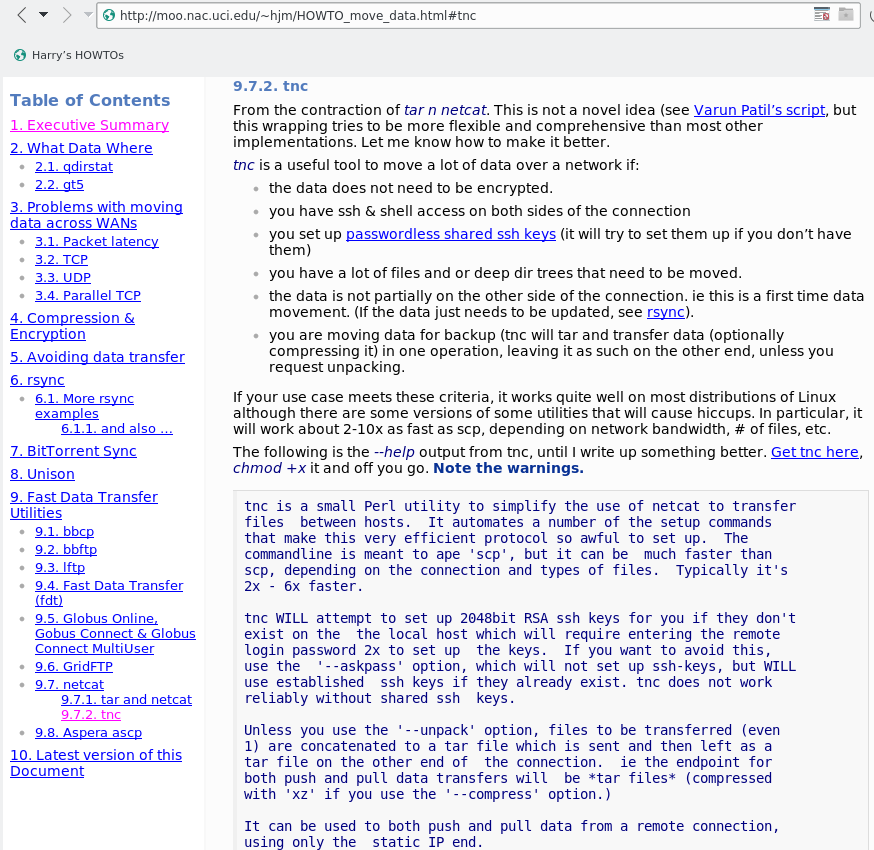 http://moo.nac.uci.edu/~hjm/HOWTO_move_data.html#tnc
Harry's HOWTOs
Table of Contents
1. Executive Summary
2. What Data Where
2.1. qdirstat
2.2. gt5
3. Problems with moving
data across WANs
3.1. Packet latency
3.2. TCP
3.3. UDP
3.4. Parallel TCP
4. Compression &
Encryption
5. Avoiding data transfer
6. rsync
6.1. More rsync
examples
6.1.1. and also ...
7. BitTorrent Sync
8. Unison
9. Fast Data Transfer
Utilities
9.1. bbcp
9.2. bbftp
9.3. lftp
9.4. Fast Data Transfer
(fdt)
9.5. Globus Online,
Gobus Connect & Globus
Connect MultiUser
9.6. GridFTP
9.7. netcat
9.7.1. tar and netcat
9.7.2. tnc
9.8. Aspera ascp
10. Latest version of this
Document
9.7.2. tnc
From the contraction of tar n netcat. This is not a novel idea (see Varun Patil's script, but
this wrapping tries to be more flexible and comprehensive than most other
implementations. Let me know how to make it better.
tnc is a useful tool to move a lot of data over a network if:
the data does not need to be encrypted.
you have ssh & shell access on both sides of the connection
you set up passwordless shared ssh keys (it will try to set them up if you don't have
them)
you have a lot of files and or deep dir trees that need to be moved.
the data is not partially on the other side of the connection. ie this is a first time data
movement. (If the data just needs to be updated, see rsync).
you are moving data for backup (tnc will tar and transfer data (optionally
compressing it) in one operation, leaving it as such on the other end, unless you
request unpacking.
If your use case meets these criteria, it works quite well on most distributions of Linux
although there are some versions of some utilities that will cause hiccups. In particular, it
will work about 2-10x as fast as scp, depending on network bandwidth, # of files, etc.
The following is the --help output from tnc, until I write up something better. Get tnc here,
chmod +x it and off you go. Note the warnings.
tnc is a small Perl utility to simplify the use of netcat to transfer
files  between hosts.  It automates a number of the setup commands
that make this very efficient protocol so awful to set up.  The
commandline is meant to ape 'scp', but it can be  much faster than
scp, depending on the connection and types of files.  Typically it's
2x - 6x faster.
tnc WILL attempt to set up 2048bit RSA ssh keys for you if they don't
exist on the  the local host which will require entering the remote
login password 2x to set up  the keys.  If you want to avoid this,
use the  '--askpass' option, which will not set up ssh-keys, but WILL
use established  ssh keys if they already exist. tnc does not work
reliably without shared ssh  keys.
Unless you use the '--unpack' option, files to be transferred (even
1) are concatenated to a tar file which is sent and then left as a
tar file on the other end of  the connection.  ie the endpoint for
both push and pull data transfers will  be *tar files* (compressed
with 'xz' if you use the '--compress' option.)
It can be used to both push and pull data from a remote connection,
using only the  static IP end.